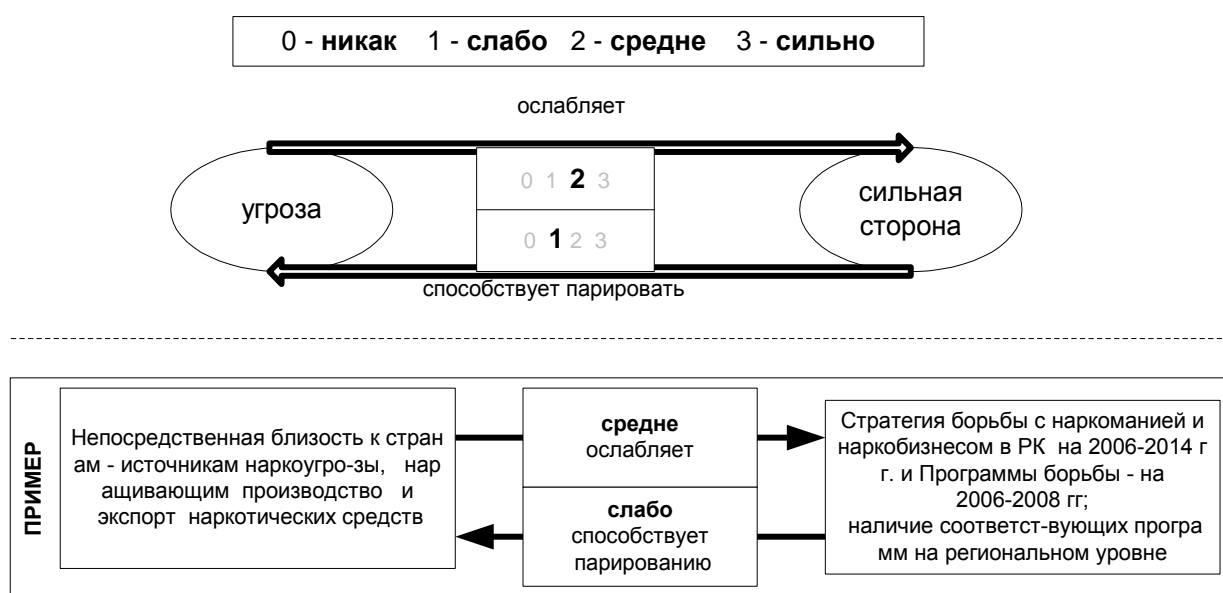 0 - никак 1 - слабо 2 - средне 3 - сильно
ослабляет
угроза
0 1 2 3
0 1 2 3
сильная
сторона
способствует парировать
ПРИМЕР
Непосредственная близость к стран
ам - источникам наркоугро-зы, нар
ащивающим производство и
экспорт наркотических средств
средне
ослабляет
слабо
способствует
парированию
Стратегия борьбы с наркоманией и
наркобизнесом в РК на 2006-2014 г
г. и Программы борьбы - на
2006-2008 гг;
наличие соответст-вующих програ
мм на региональном уровне